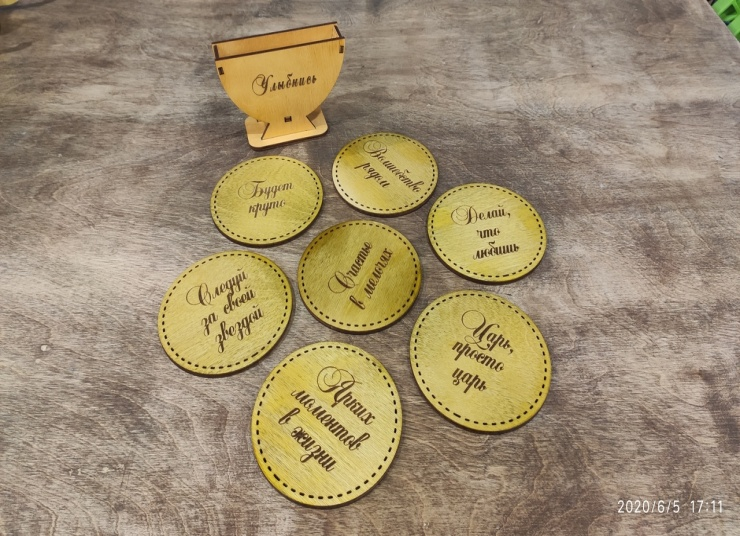 Улыбнись
Будет
круто
Волшебство
рядом
Делай,
что
любишь
Счастье
в мелочях
Следуй
за своей
звездой
Царь,
просто
царь
Ярких
моментов
в жизни
2020/6/5 17:11